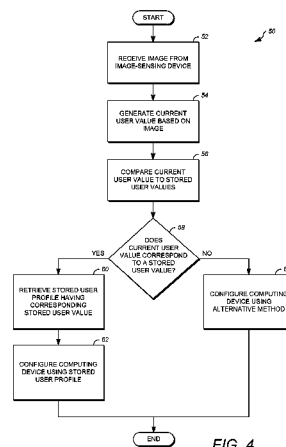 START
50
52
RECEIVE IMAGE FROM
IMAGE-SENSING DEVICE
54
GENERATE CURRENT
USER VALUE BASED ON
IMAGE
56
COMPARE CURRENT
USER VALUE TO STORED
USER VALUES
58
DOES
CURRENT USER
VALUE CORRESPOND
TO A STORED
USER VALUE?
YES
NO
60
RETRIEVE STORED USER
PROFILE HAVING
CORRESPONDING
STORED USER VALUE
CONFIGURE COMPUTING
DEVICE USING
ALTERNATIVE METHOD
62
CONFIGURE COMPUTING
DEVICE USING STORED
USER PROFILE
END
FIG. 4